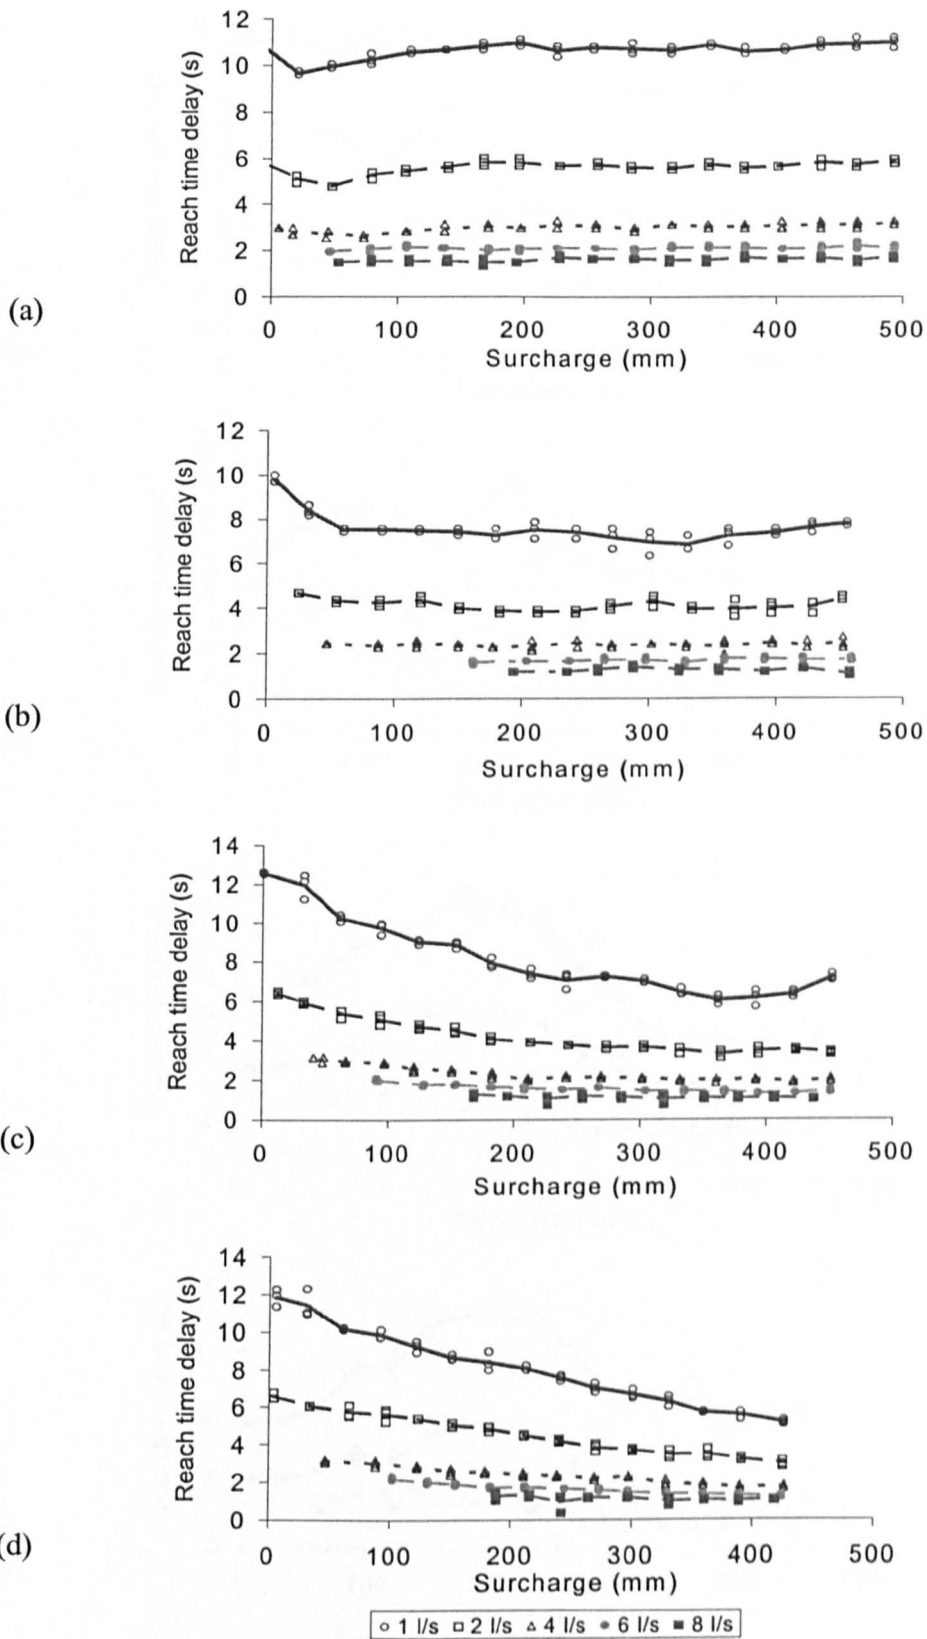 12
10
8
6
4
2
0
Reach time delay (s)
0 100 200 300 400 500
Surcharge (mm)
(a)
12
10
8
6
4
2
0
Reach time delay (s)
0 100 200 300 400 500
Surcharge (mm)
(b)
14
12
10
8
6
4
2
0
Reach time delay (s)
0 100 200 300 400 500
Surcharge (mm)
(c)
14
12
10
8
6
4
2
0
Reach time delay (s)
0 100 200 300 400 500
Surcharge (mm)
(d)
1 l/s 2 l/s 4 l/s 6 l/s 8 l/s